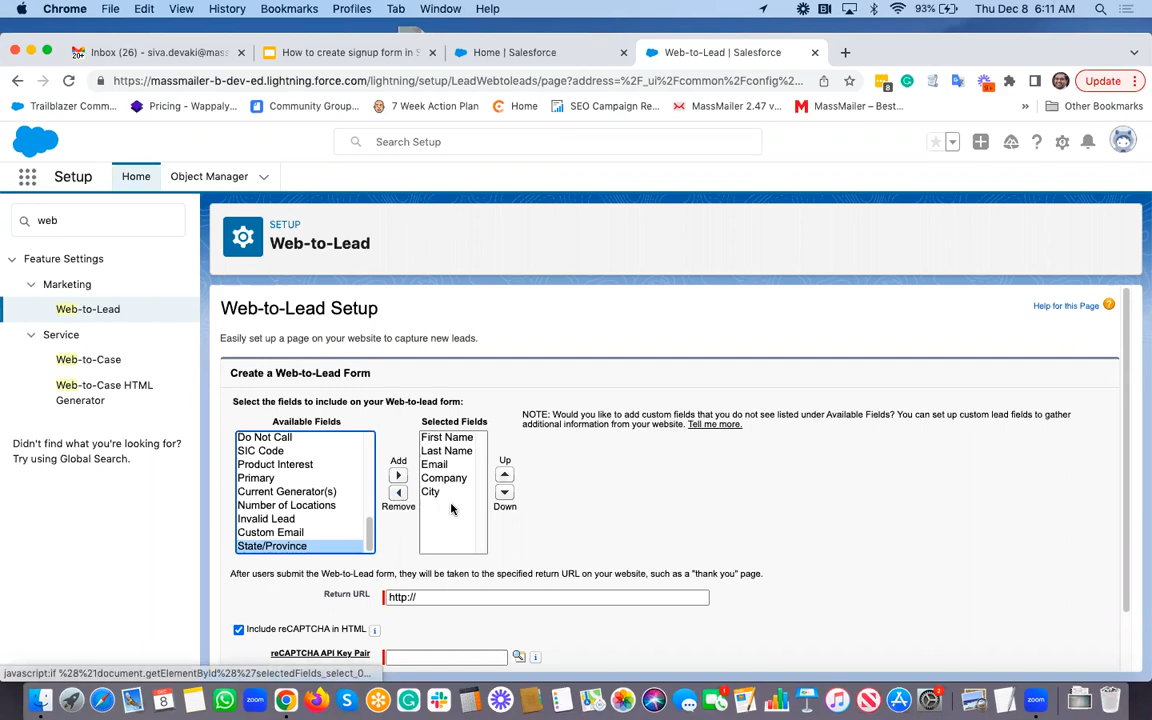 Chrome File Edit View History Bookmarks Profiles Tab Window Help 93% Thu Dec 8 6:11 AM
Inbox (26) - siva.devaki@mass
How to create signup form in S
Home | Salesforce
Web-to-Lead | Salesforce
https://massmailer-b-dev-ed.lightning.force.com/lightning/setup/LeadWebtoleads/page?address=%2F_ui%2Fcommon%2Fconfig%2... Update
Trailblazer Comm... Pricing - Wappaly... Community Group... 7 Week Action Plan Home SEO Campaign Re... MassMailer 2.47 v... MassMailer – Best... » Other Bookmarks
Search Setup
Setup Home Object Manager
web
Feature Settings
Marketing
Web-to-Lead
Service
Web-to-Case
Web-to-Case HTML
Generator
Didn't find what you're looking for?
Try using Global Search.
SETUP
Web-to-Lead
Web-to-Lead Setup
Help for this Page
Easily set up a page on your website to capture new leads.
Create a Web-to-Lead Form
Select the fields to include on your Web-to-lead form:
Available Fields
Do Not Call
SIC Code
Product Interest
Primary
Current Generator(s)
Number of Locations
Invalid Lead
Custom Email
State/Province
Add
Remove
Selected Fields
First Name
Last Name
Email
Company
City
Up
Down
NOTE: Would you like to add custom fields that you do not see listed under Available Fields? You can set up custom lead fields to gather
additional information from your website. Tell me more.
After users submit the Web-to-Lead form, they will be taken to the specified return URL on your website, such as a "thank you" page.
Return URL http://
Include reCAPTCHA in HTML
reCAPTCHA API Key Pair
javascript:if %28%21document.getElementById%28%27selectedFields_select_0...